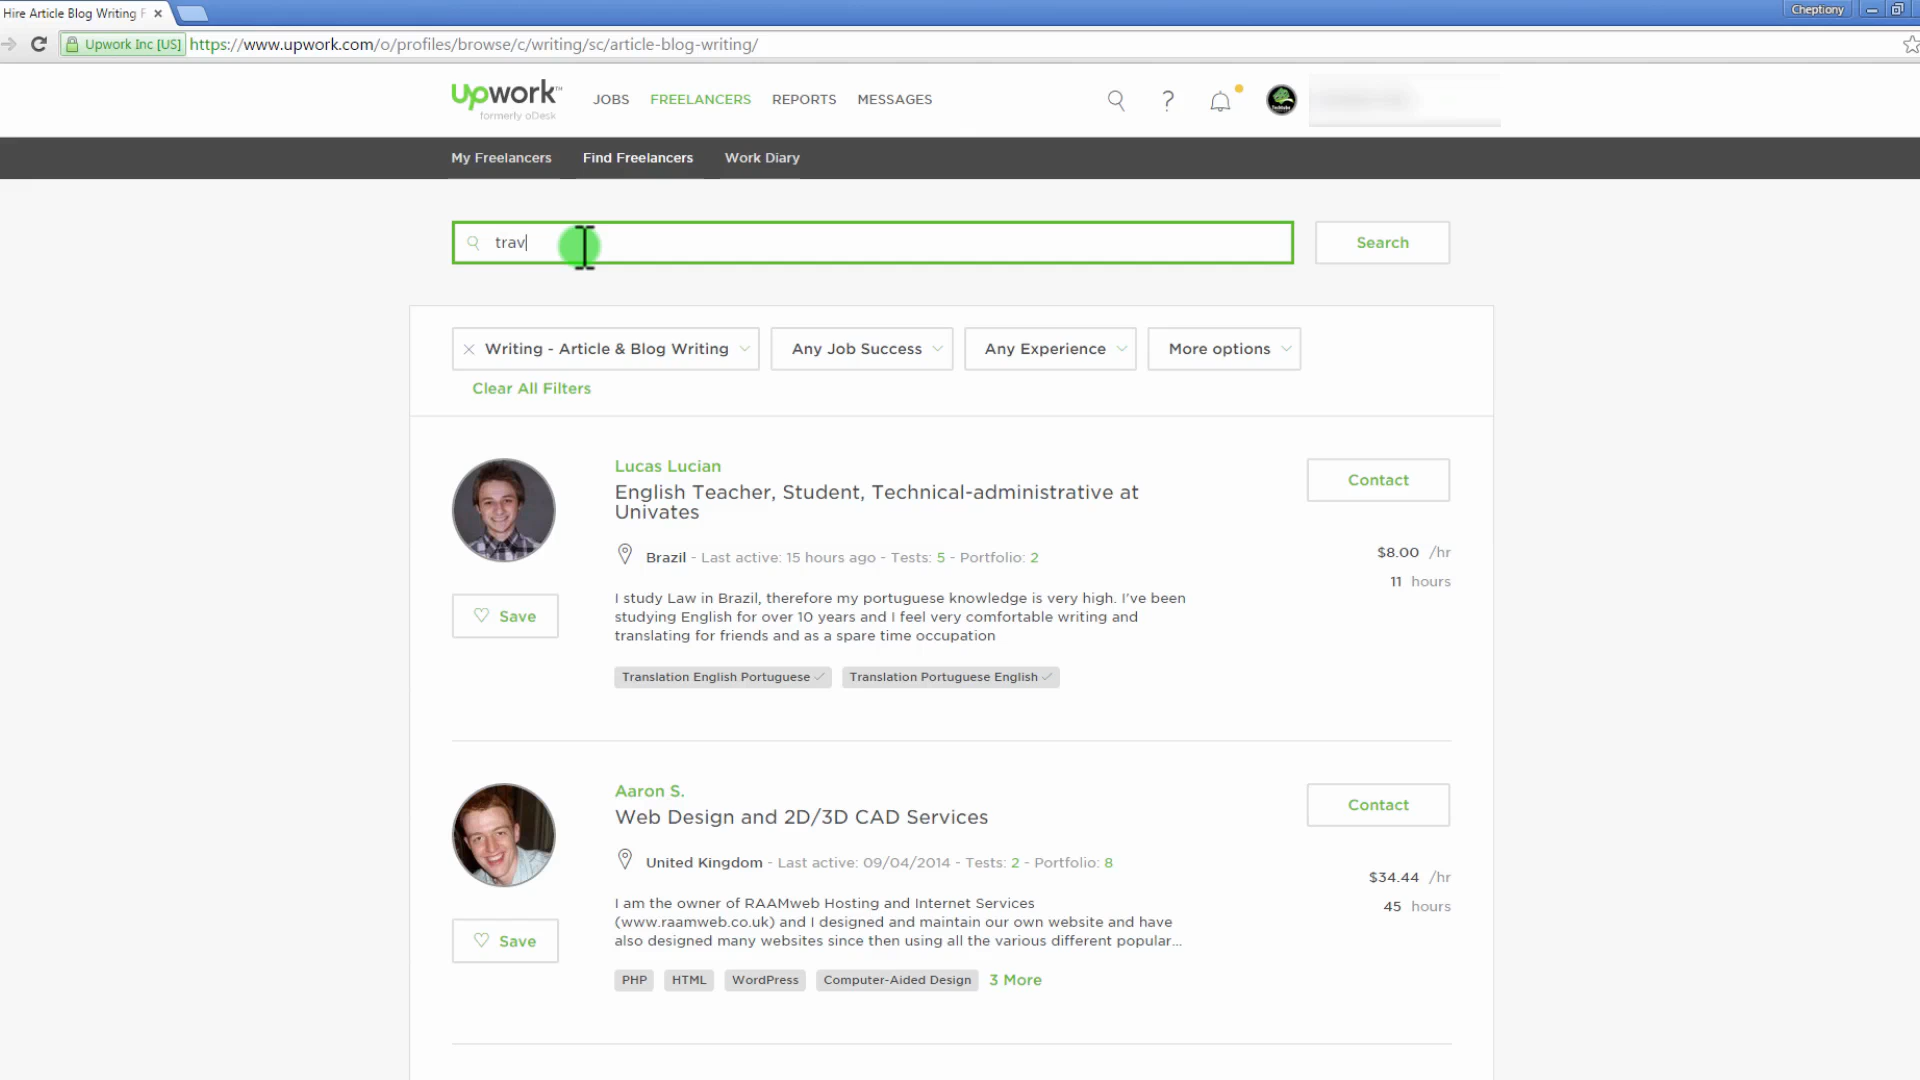 Hire Article Blog Writing F
Cheptiony
Upwork Inc [US] https://www.upwork.com/o/profiles/browse/c/writing/sc/article-blog-writing/
upwork™
formerly oDesk
JOBS FREELANCERS REPORTS MESSAGES
My Freelancers Find Freelancers Work Diary
trav
Search
Writing - Article & Blog Writing Any Job Success Any Experience More options
Clear All Filters
Lucas Lucian
English Teacher, Student, Technical-administrative at
Univates
Contact
Brazil - Last active: 15 hours ago - Tests: 5 - Portfolio: 2
$8.00 /hr
11 hours
I study Law in Brazil, therefore my portuguese knowledge is very high. I've been
studying English for over 10 years and I feel very comfortable writing and
translating for friends and as a spare time occupation
Save
Translation English Portuguese Translation Portuguese English
Aaron S.
Web Design and 2D/3D CAD Services
Contact
United Kingdom - Last active: 09/04/2014 - Tests: 2 - Portfolio: 8
$34.44 /hr
45 hours
I am the owner of RAAMweb Hosting and Internet Services
(www.raamweb.co.uk) and I designed and maintain our own website and have
also designed many websites since then using all the various different popular...
Save
PHP HTML WordPress Computer-Aided Design 3 More